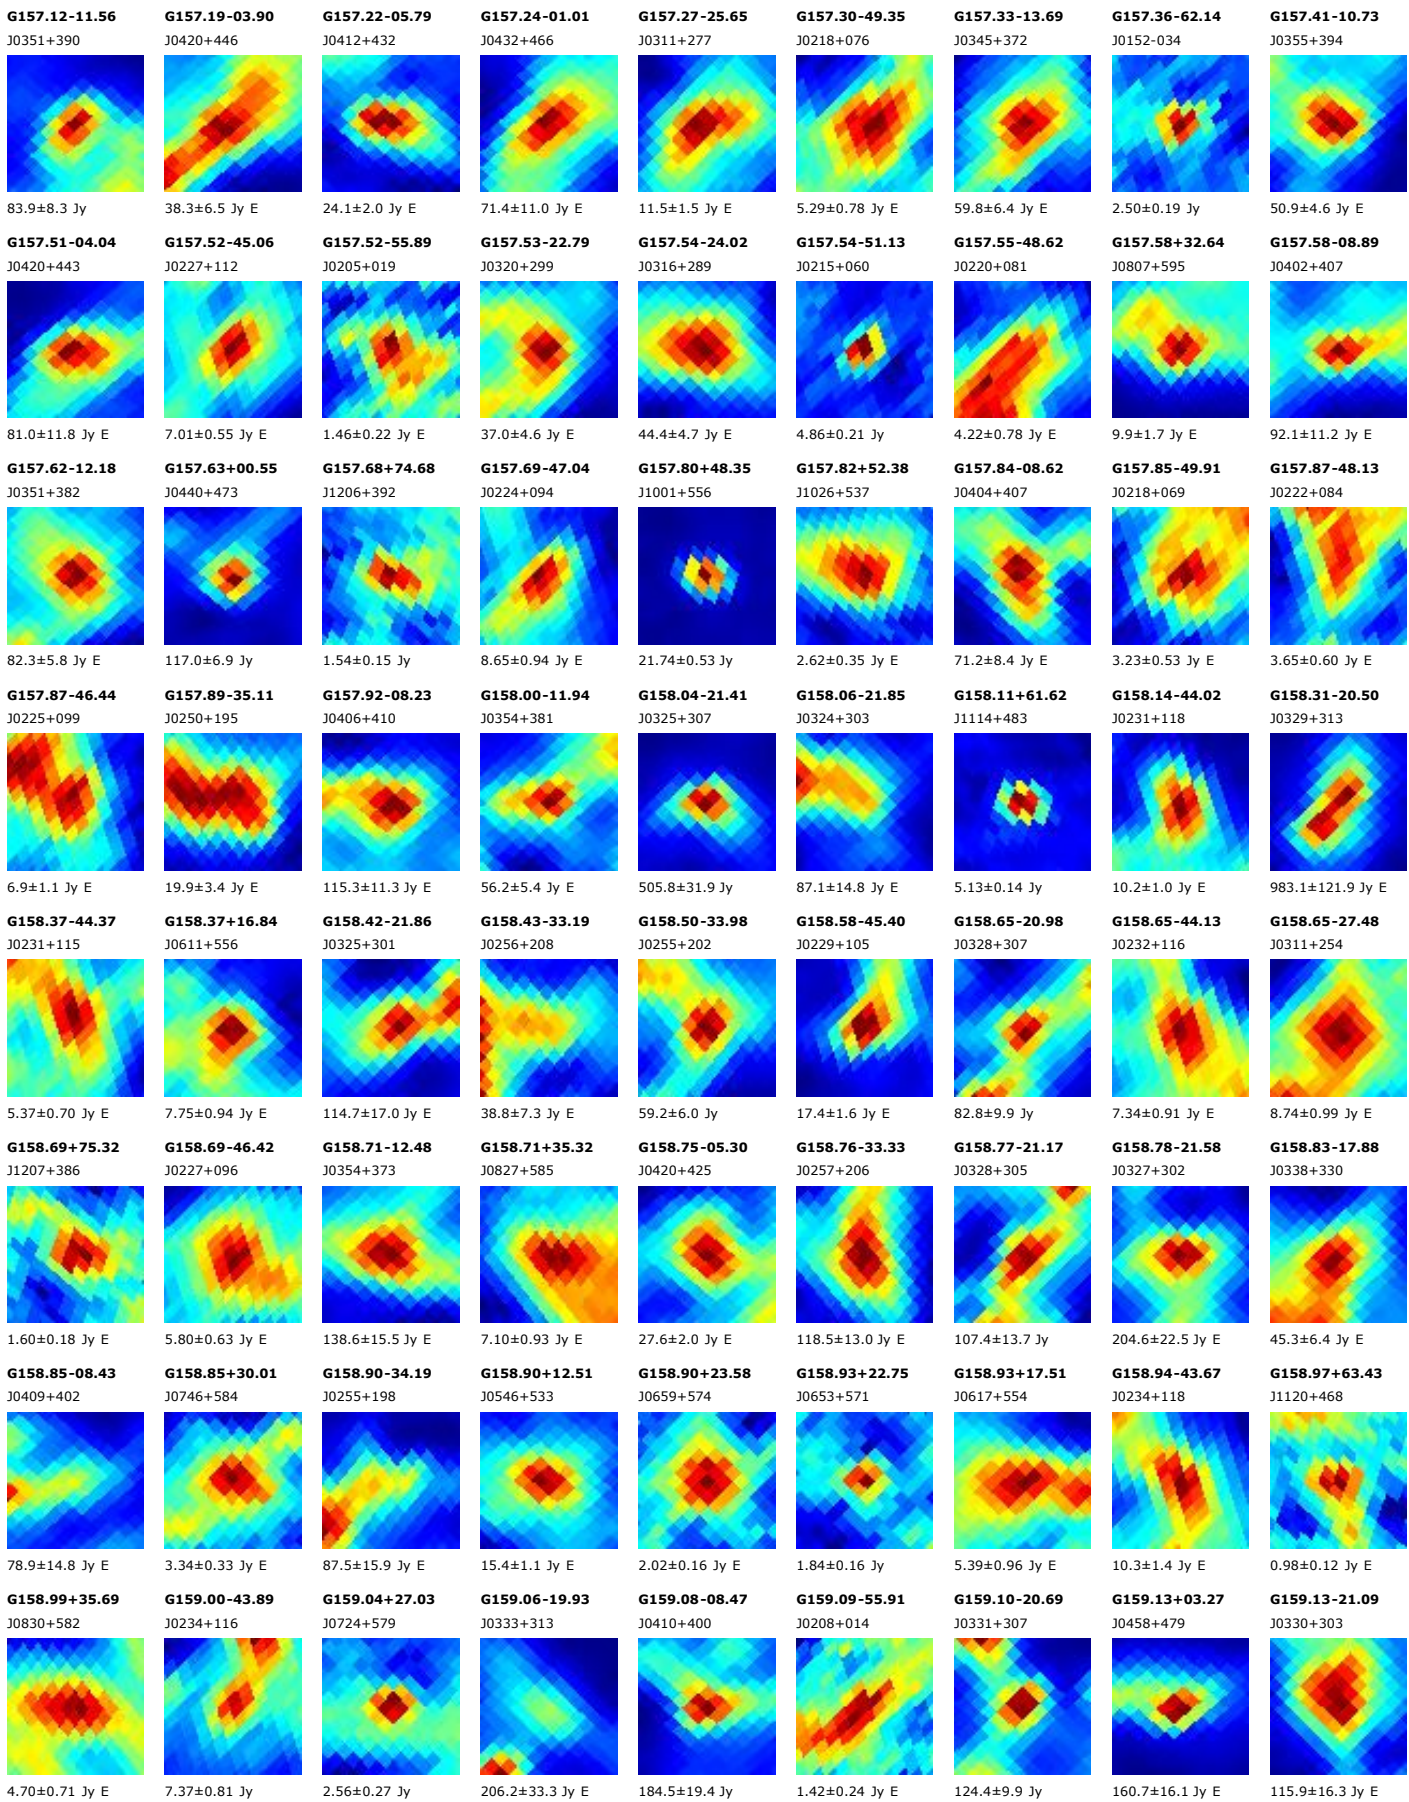 G157.12-11.56 G157.19-03.90 G157.22-05.79 G157.24-01.01 G157.27-25.65 G157.30-49.35 G157.33-13.69 G157.36-62.14 G157.41-10.73
J0351+390 J0420+446 J0412+432 J0432+466 J0311+277 J0218+076 J0345+372 J0152-034 J0355+394
83.9±8.3 Jy 38.3±6.5 Jy E 24.1±2.0 Jy E 71.4±11.0 Jy E 11.5±1.5 Jy E 5.29±0.78 Jy E 59.8±6.4 Jy E 2.50±0.19 Jy 50.9±4.6 Jy E
G157.51-04.04 G157.52-45.06 G157.52-55.89 G157.53-22.79 G157.54-24.02 G157.54-51.13 G157.55-48.62 G157.58+32.64 G157.58-08.89
J0420+443 J0227+112 J0205+019 J0320+299 J0316+289 J0215+060 J0220+081 J0807+595 J0402+407
81.0±11.8 Jy E 7.01±0.55 Jy E 1.46±0.22 Jy E 37.0±4.6 Jy E 44.4±4.7 Jy E 4.86±0.21 Jy 4.22±0.78 Jy E 9.9±1.7 Jy E 92.1±11.2 Jy E
G157.62-12.18 G157.63+00.55 G157.68+74.68 G157.69-47.04 G157.80+48.35 G157.82+52.38 G157.84-08.62 G157.85-49.91 G157.87-48.13
J0351+382 J0440+473 J1206+392 J0224+094 J1001+556 J1026+537 J0404+407 J0218+069 J0222+084
82.3±5.8 Jy E 117.0±6.9 Jy 1.54±0.15 Jy 8.65±0.94 Jy E 21.74±0.53 Jy 2.62±0.35 Jy E 71.2±8.4 Jy E 3.23±0.53 Jy E 3.65±0.60 Jy E
G157.87-46.44 G157.89-35.11 G157.92-08.23 G158.00-11.94 G158.04-21.41 G158.06-21.85 G158.11+61.62 G158.14-44.02 G158.31-20.50
J0225+099 J0250+195 J0406+410 J0354+381 J0325+307 J0324+303 J1114+483 J0231+118 J0329+313
6.9±1.1 Jy E 19.9±3.4 Jy E 115.3±11.3 Jy E 56.2±5.4 Jy E 505.8±31.9 Jy 87.1±14.8 Jy E 5.13±0.14 Jy 10.2±1.0 Jy E 983.1±121.9 Jy E
G158.37-44.37 G158.37+16.84 G158.42-21.86 G158.43-33.19 G158.50-33.98 G158.58-45.40 G158.65-20.98 G158.65-44.13 G158.65-27.48
J0231+115 J0611+556 J0325+301 J0256+208 J0255+202 J0229+105 J0328+307 J0232+116 J0311+254
5.37±0.70 Jy E 7.75±0.94 Jy E 114.7±17.0 Jy E 38.8±7.3 Jy E 59.2±6.0 Jy 17.4±1.6 Jy E 82.8±9.9 Jy 7.34±0.91 Jy E 8.74±0.99 Jy E
G158.69+75.32 G158.69-46.42 G158.71-12.48 G158.71+35.32 G158.75-05.30 G158.76-33.33 G158.77-21.17 G158.78-21.58 G158.83-17.88
J1207+386 J0227+096 J0354+373 J0827+585 J0420+425 J0257+206 J0328+305 J0327+302 J0338+330
1.60±0.18 Jy E 5.80±0.63 Jy E 138.6±15.5 Jy E 7.10±0.93 Jy E 27.6±2.0 Jy E 118.5±13.0 Jy E 107.4±13.7 Jy 204.6±22.5 Jy E 45.3±6.4 Jy E
G158.85-08.43 G158.85+30.01 G158.90-34.19 G158.90+12.51 G158.90+23.58 G158.93+22.75 G158.93+17.51 G158.94-43.67 G158.97+63.43
J0409+402 J0746+584 J0255+198 J0546+533 J0659+574 J0653+571 J0617+554 J0234+118 J1120+468
78.9±14.8 Jy E 3.34±0.33 Jy E 87.5±15.9 Jy E 15.4±1.1 Jy E 2.02±0.16 Jy E 1.84±0.16 Jy 5.39±0.96 Jy E 10.3±1.4 Jy E 0.98±0.12 Jy E
G158.99+35.69 G159.00-43.89 G159.04+27.03 G159.06-19.93 G159.08-08.47 G159.09-55.91 G159.10-20.69 G159.13+03.27 G159.13-21.09
J0830+582 J0234+116 J0724+579 J0333+313 J0410+400 J0208+014 J0331+307 J0458+479 J0330+303
4.70±0.71 Jy E 7.37±0.81 Jy 2.56±0.27 Jy 206.2±33.3 Jy E 184.5±19.4 Jy 1.42±0.24 Jy E 124.4±9.9 Jy 160.7±16.1 Jy E 115.9±16.3 Jy E